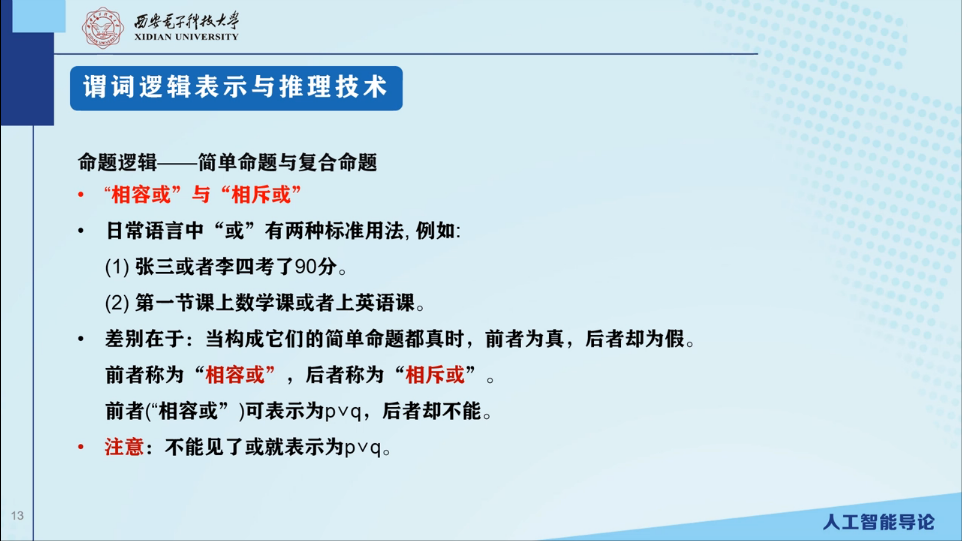 西安电子科技大学
XIDIAN UNIVERSITY
谓词逻辑表示与推理技术
命题逻辑——简单命题与复合命题
• “相容或”与“相斥或”
• 日常语言中“或”有两种标准用法, 例如:
(1) 张三或者李四考了90分。
(2) 第一节课上数学课或者上英语课。
• 差别在于：当构成它们的简单命题都真时，前者为真，后者却为假。
前者称为“相容或”，后者称为“相斥或”。
前者(“相容或”)可表示为p∨q，后者却不能。
• 注意：不能见了或就表示为p∨q。
13
人工智能导论